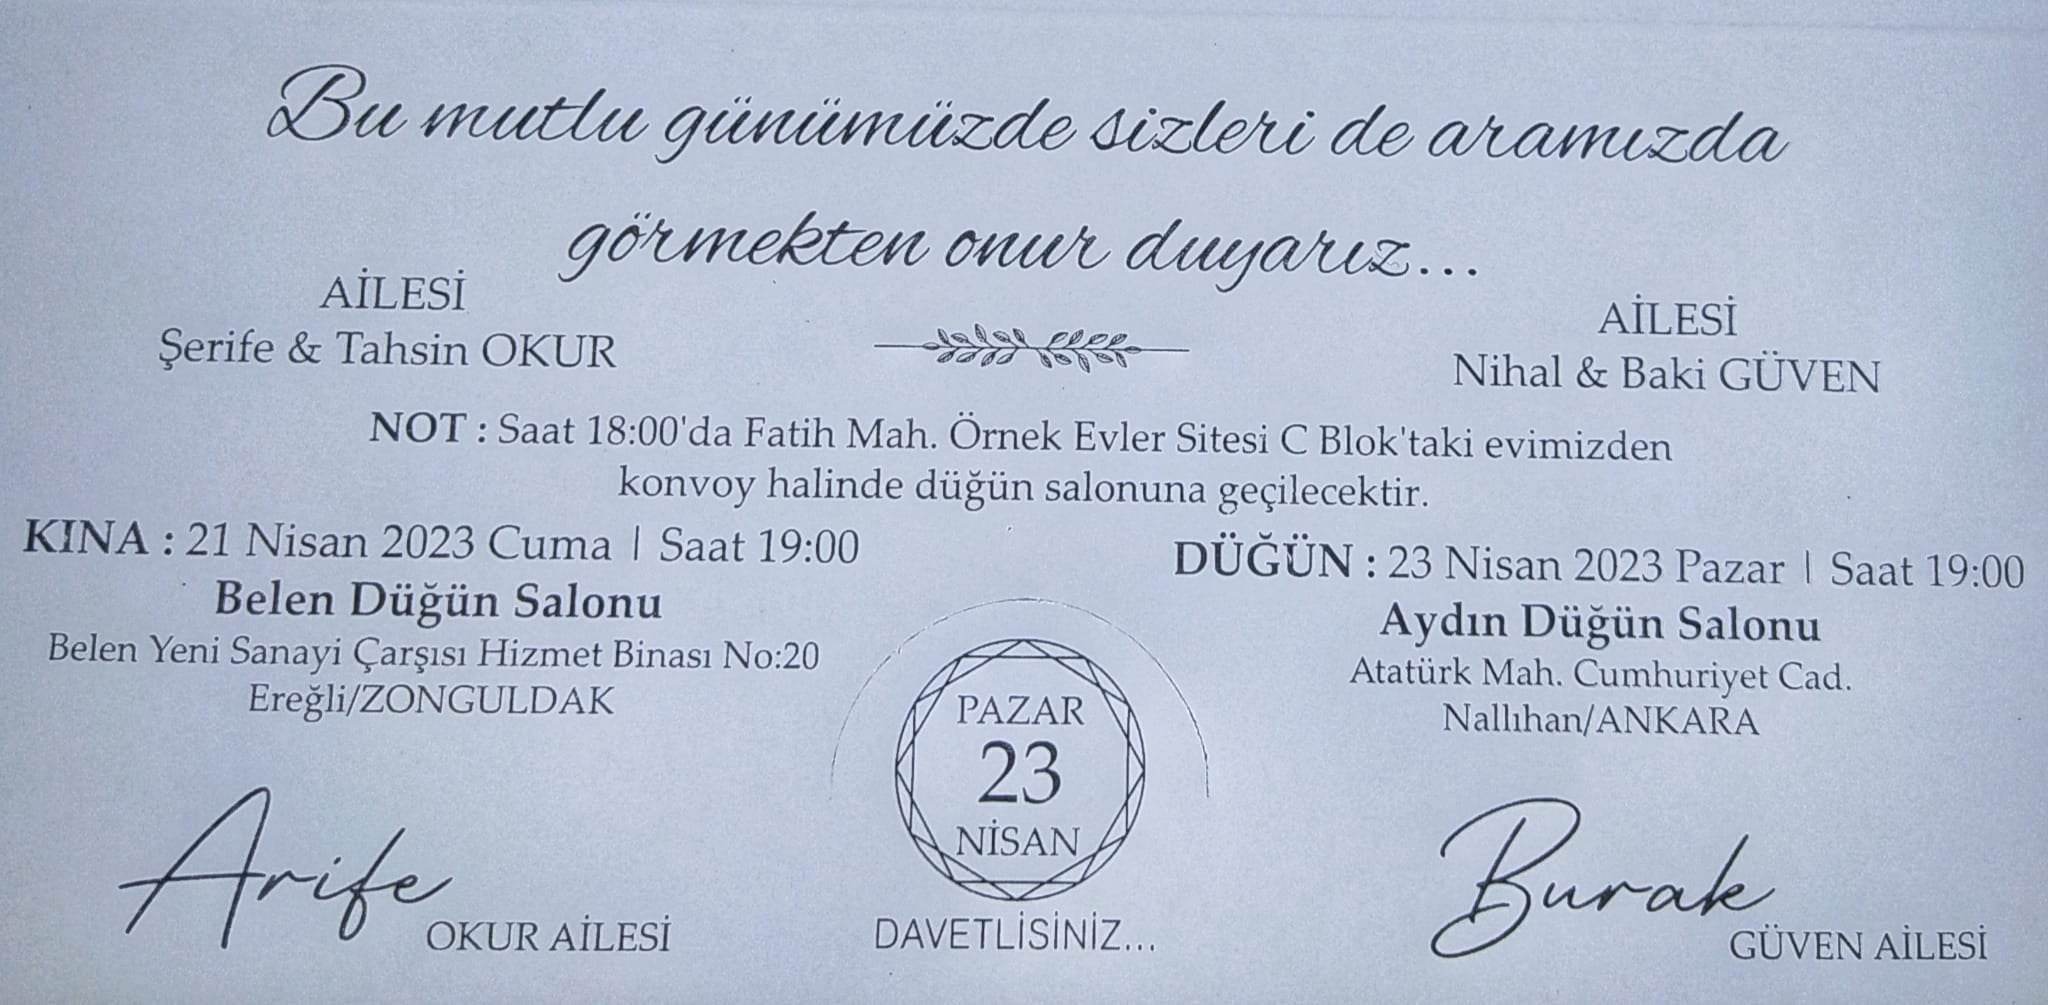 Bu mutlu günümüzde sizleri de aramızda
görmekten onur duyarız...
AİLESİ
Şerife & Tahsin OKUR
AİLESİ
Nihal & Baki GÜVEN
NOT : Saat 18:00'da Fatih Mah. Örnek Evler Sitesi C Blok'taki evimizden
konvoy halinde düğün salonuna geçilecektir.
KINA : 21 Nisan 2023 Cuma | Saat 19:00
Belen Düğün Salonu
Belen Yeni Sanayi Çarşısı Hizmet Binası No:20
Ereğli/ZONGULDAK
DÜĞÜN : 23 Nisan 2023 Pazar | Saat 19:00
Aydın Düğün Salonu
Atatürk Mah. Cumhuriyet Cad.
Nallıhan/ANKARA
PAZAR
23
NİSAN
Arife
OKUR AİLESİ
DAVETLİSİNİZ...
Burak
GÜVEN AİLESİ